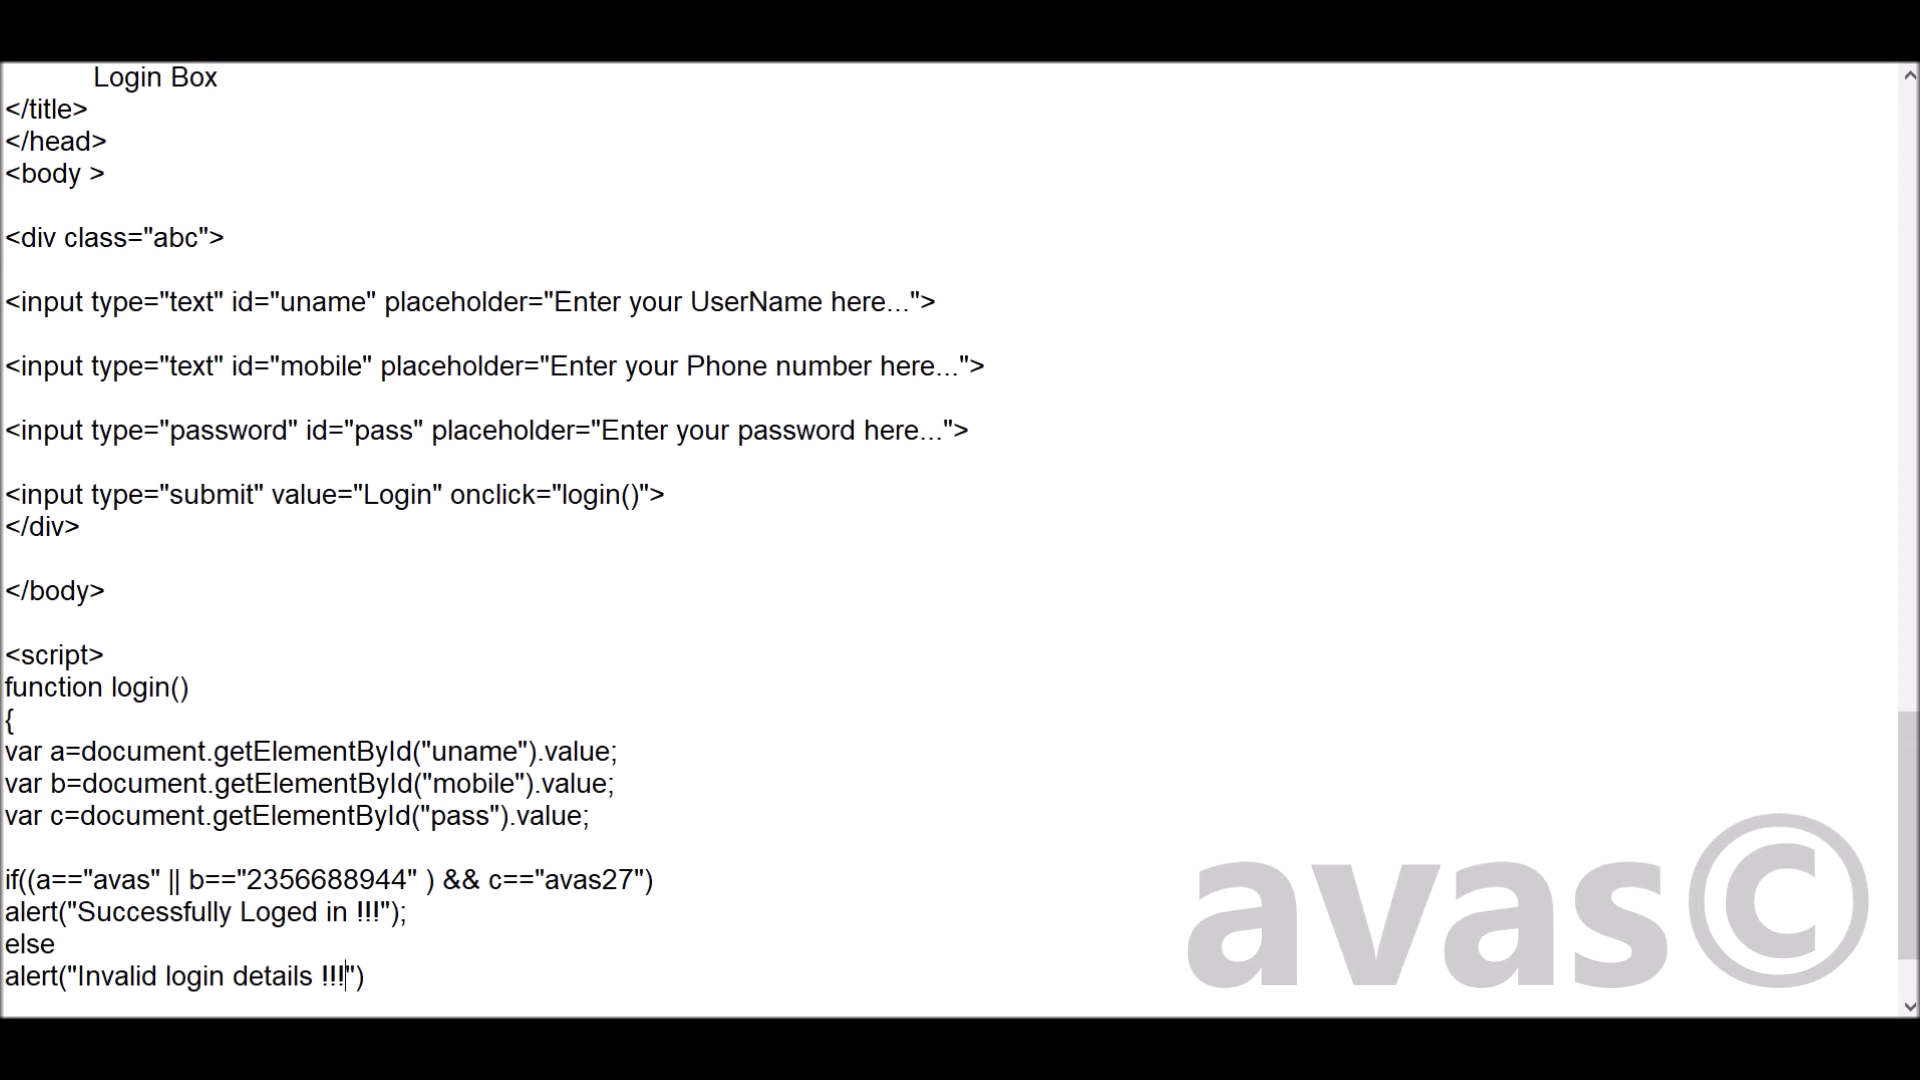 Login Box
</title>
</head>
<body >
<div class="abc">
<input type="text" id="uname" placeholder="Enter your UserName here...">
<input type="text" id="mobile" placeholder="Enter your Phone number here...">
<input type="password" id="pass" placeholder="Enter your password here...">
<input type="submit" value="Login" onclick="login()">
</div>
</body>
<script>
function login()
{
var a=document.getElementById("uname").value;
var b=document.getElementById("mobile").value;
var c=document.getElementById("pass").value;
if((a=="avas" || b=="2356688944" ) && c=="avas27")
alert("Successfully Loged in !!!");
else
alert("Invalid login details !!!")
avas©